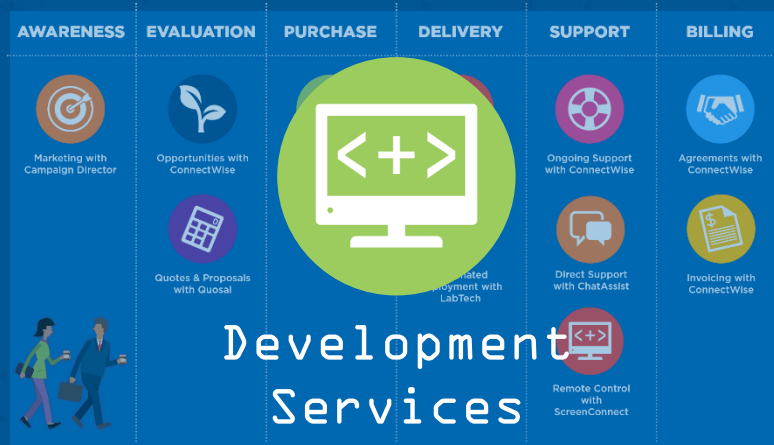 AWARENESS EVALUATION PURCHASE DELIVERY SUPPORT BILLING
Marketing with
Campaign Director
Opportunities with
ConnectWise
Quotes & Proposals
with Quosal
<+>
LabTech
Ongoing Support
with ConnectWise
Direct Support
with ChatAssist
Remote Control
with
ScreenConnect
Agreements with
ConnectWise
Invoicing with
ConnectWise
Development
Services